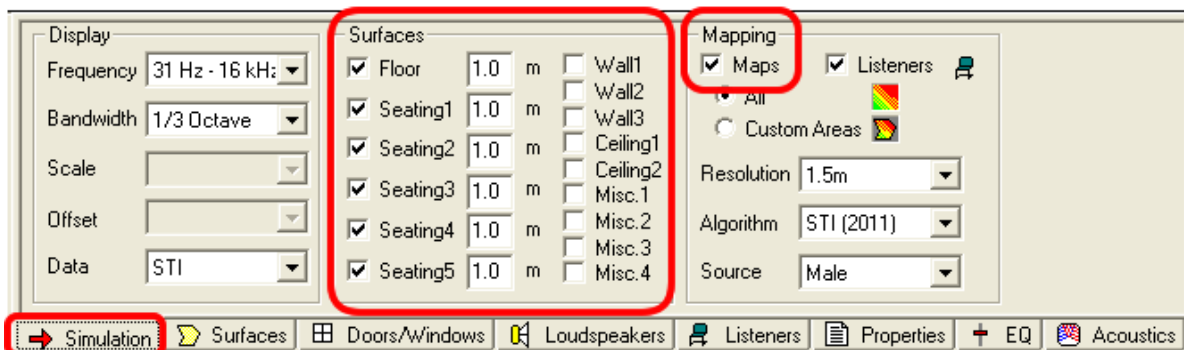 Display
Frequency 31 Hz - 16 kHz
Bandwidth 1/3 Octave
Scale
Offset
Data STI
Surfaces
Floor 1.0 m
Seating1 1.0 m
Seating2 1.0 m
Seating3 1.0 m
Seating4 1.0 m
Seating5 1.0 m
Wall1
Wall2
Wall3
Ceiling1
Ceiling2
Misc.1
Misc.2
Misc.3
Misc.4
Mapping
Maps Listeners
All
Custom Areas
Resolution 1.5m
Algorithm STI (2011)
Source Male
Simulation Surfaces Doors/Windows Loudspeakers Listeners Properties EQ Acoustics